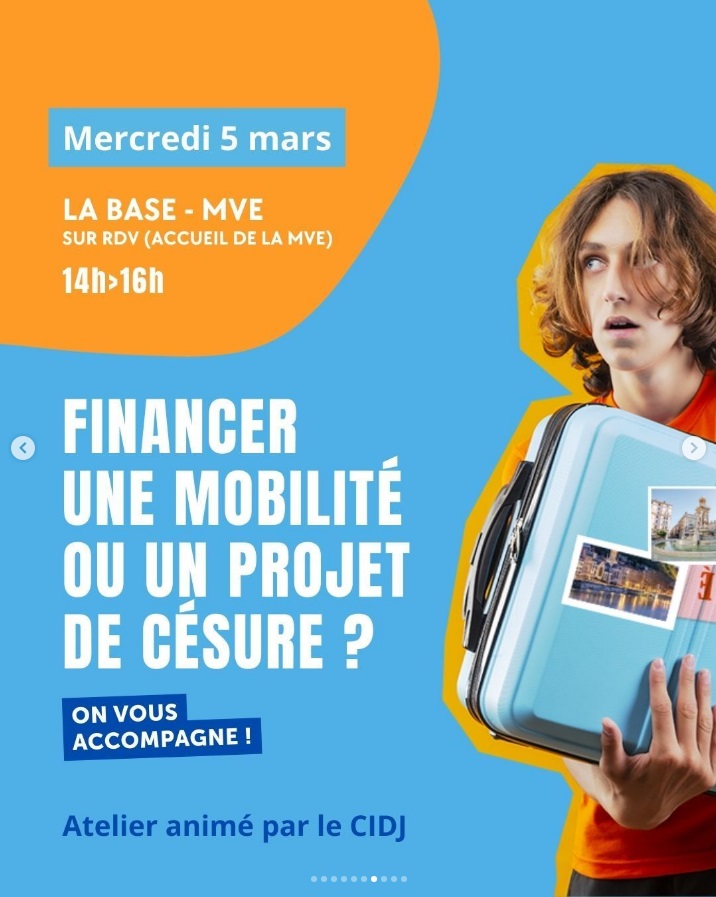 Mercredi 5 mars
LA BASE - MVE
SUR RDV (ACCUEIL DE LA MVE)
14h>16h
FINANCER
UNE MOBILITÉ
OU UN PROJET
DE CÉSURE ?
ON VOUS
ACCOMPAGNE !
Atelier animé par le CIDJ